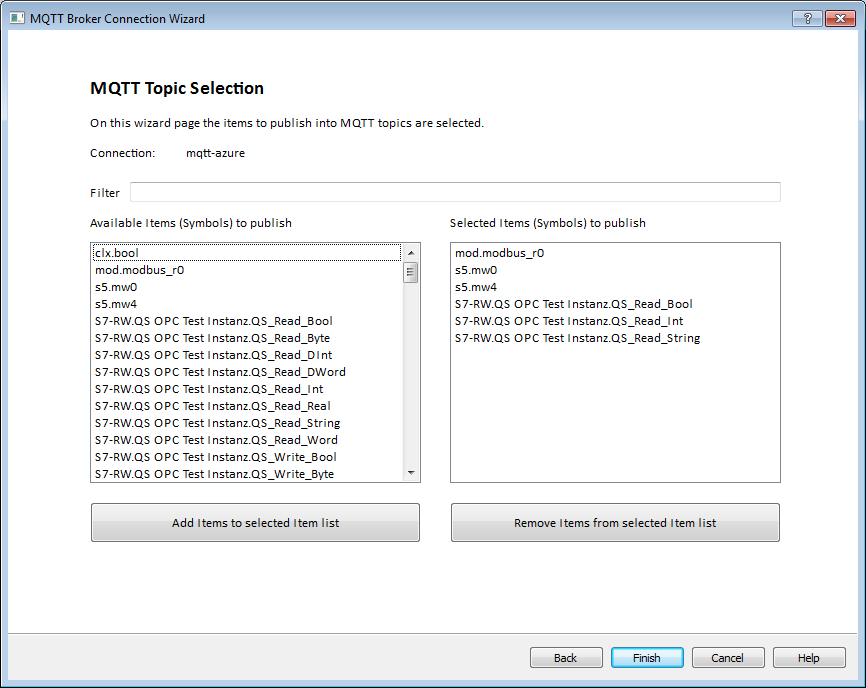 MQTT Broker Connection Wizard
MQTT Topic Selection
On this wizard page the items to publish into MQTT topics are selected.
Connection: mqtt-azure
Filter
Available Items (Symbols) to publish
clx.bool
mod.modbus_r0
s5.mw0
s5.mw4
S7-RW.QS OPC Test Instanz.QS_Read_Bool
S7-RW.QS OPC Test Instanz.QS_Read_Byte
S7-RW.QS OPC Test Instanz.QS_Read_DInt
S7-RW.QS OPC Test Instanz.QS_Read_DWord
S7-RW.QS OPC Test Instanz.QS_Read_Int
S7-RW.QS OPC Test Instanz.QS_Read_Real
S7-RW.QS OPC Test Instanz.QS_Read_String
S7-RW.QS OPC Test Instanz.QS_Read_Word
S7-RW.QS OPC Test Instanz.QS_Write_Bool
S7-RW.QS OPC Test Instanz.QS_Write_Byte
Add Items to selected Item list
Selected Items (Symbols) to publish
mod.modbus_r0
s5.mw0
s5.mw4
S7-RW.QS OPC Test Instanz.QS_Read_Bool
S7-RW.QS OPC Test Instanz.QS_Read_Int
S7-RW.QS OPC Test Instanz.QS_Read_String
Remove Items from selected Item list
Back Finish Cancel Help